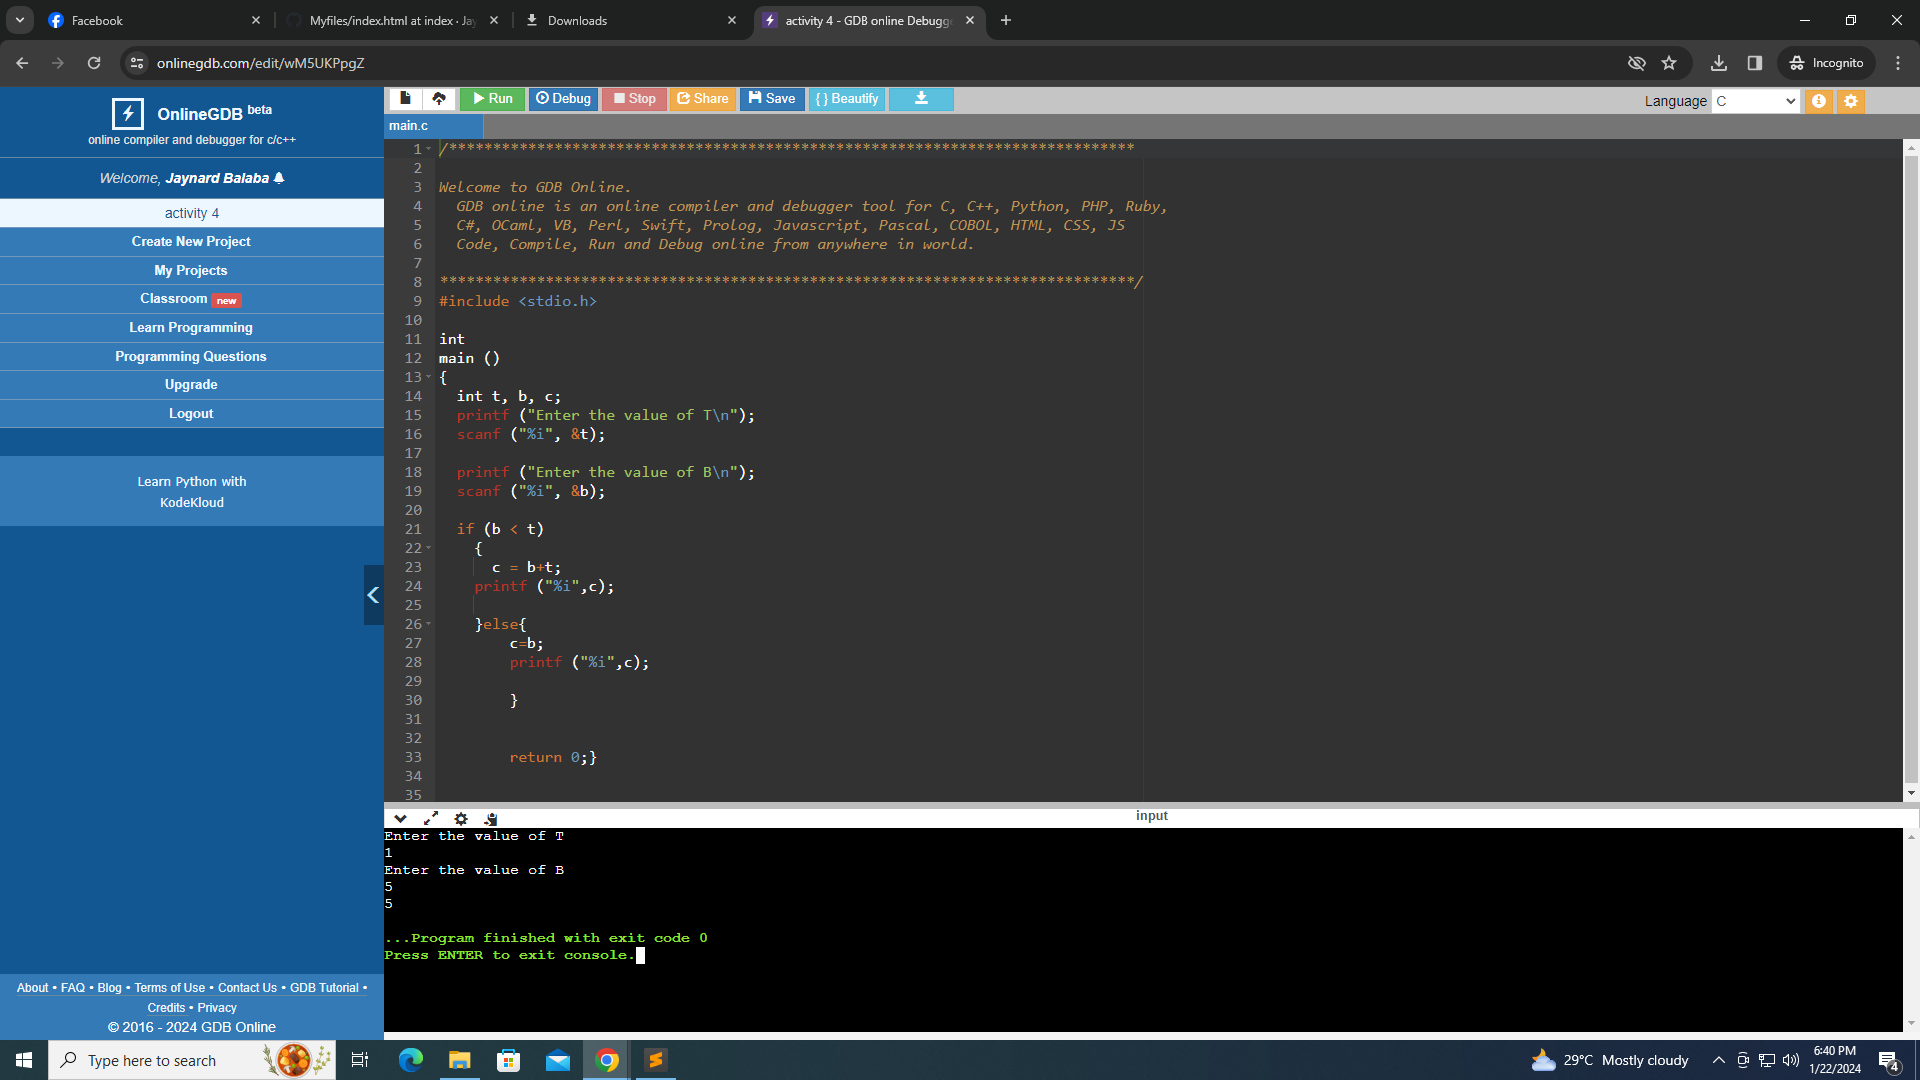 Facebook
Myfiles/index.html at index · Jay
Downloads
activity 4 - GDB online Debugge
onlinegdb.com/edit/wM5UKPpgZ
Incognito
OnlineGDB beta
online compiler and debugger for c/c++
Welcome, Jaynard Balaba
activity 4
Create New Project
My Projects
Classroom new
Learn Programming
Programming Questions
Upgrade
Logout
Learn Python with
KodeKloud
About • FAQ • Blog • Terms of Use • Contact Us • GDB Tutorial •
Credits • Privacy
© 2016 - 2024 GDB Online
Run Debug Stop Share Save { } Beautify
Language C
main.c
1 /******************************************************************************
2
3 Welcome to GDB Online.
4 GDB online is an online compiler and debugger tool for C, C++, Python, PHP, Ruby,
5 C#, OCaml, VB, Perl, Swift, Prolog, Javascript, Pascal, COBOL, HTML, CSS, JS
6 Code, Compile, Run and Debug online from anywhere in world.
7
8 *******************************************************************************/
9 #include <stdio.h>
10
11 int
12 main ()
13 {
14 int t, b, c;
15 printf ("Enter the value of T\n");
16 scanf ("%i", &t);
17
18 printf ("Enter the value of B\n");
19 scanf ("%i", &b);
20
21 if (b < t)
22 {
23 c = b+t;
24 printf ("%i",c);
25
26 }else{
27 c=b;
28 printf ("%i",c);
29
30 }
31
32
33 return 0;}
34
35
input
Enter the value of T
1
Enter the value of B
5
5
...Program finished with exit code 0
Press ENTER to exit console.
Type here to search
29°C Mostly cloudy
6:40 PM
1/22/2024
4